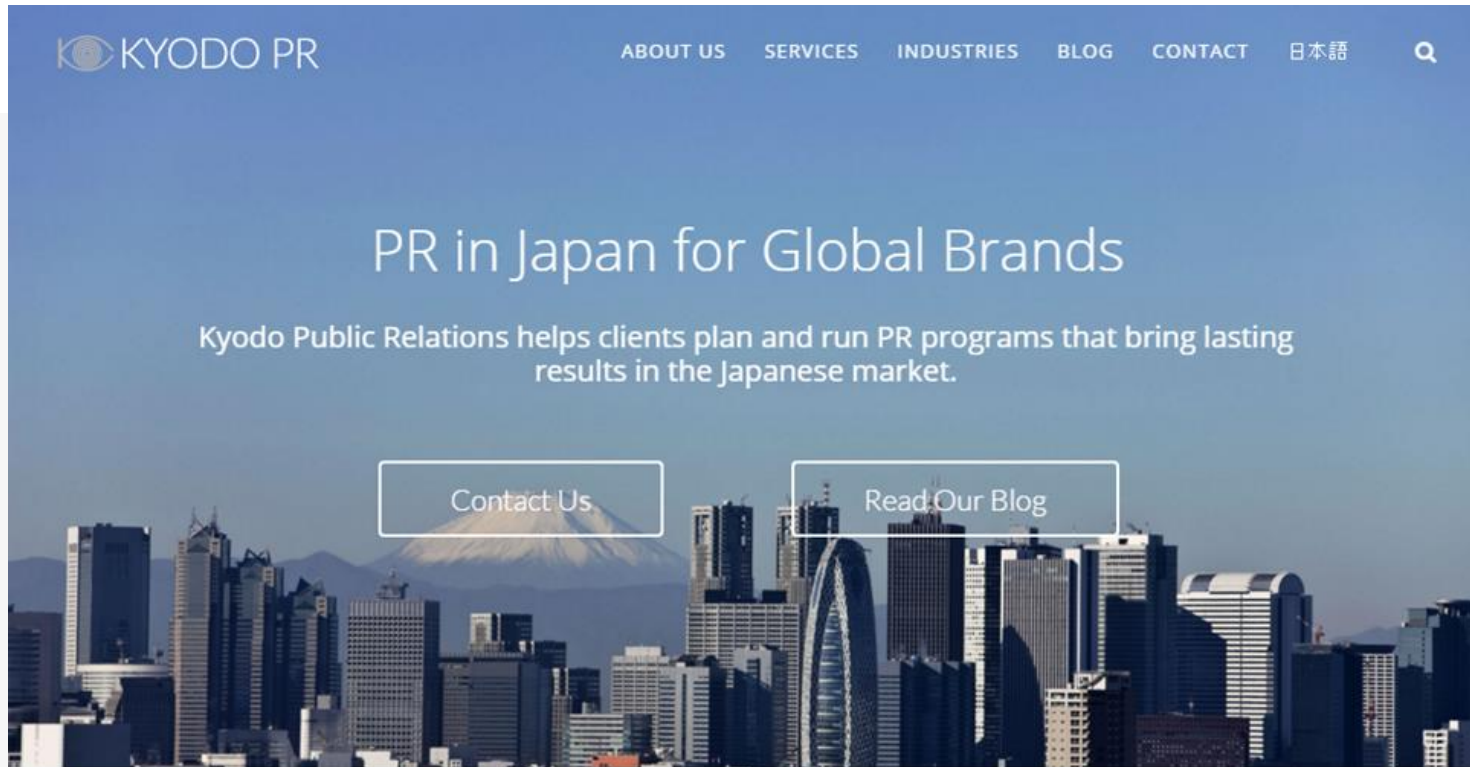 KYODO PR
ABOUT US SERVICES INDUSTRIES BLOG CONTACT 日本語
PR in Japan for Global Brands
Kyodo Public Relations helps clients plan and run PR programs that bring lasting
results in the Japanese market.
Contact Us Read Our Blog